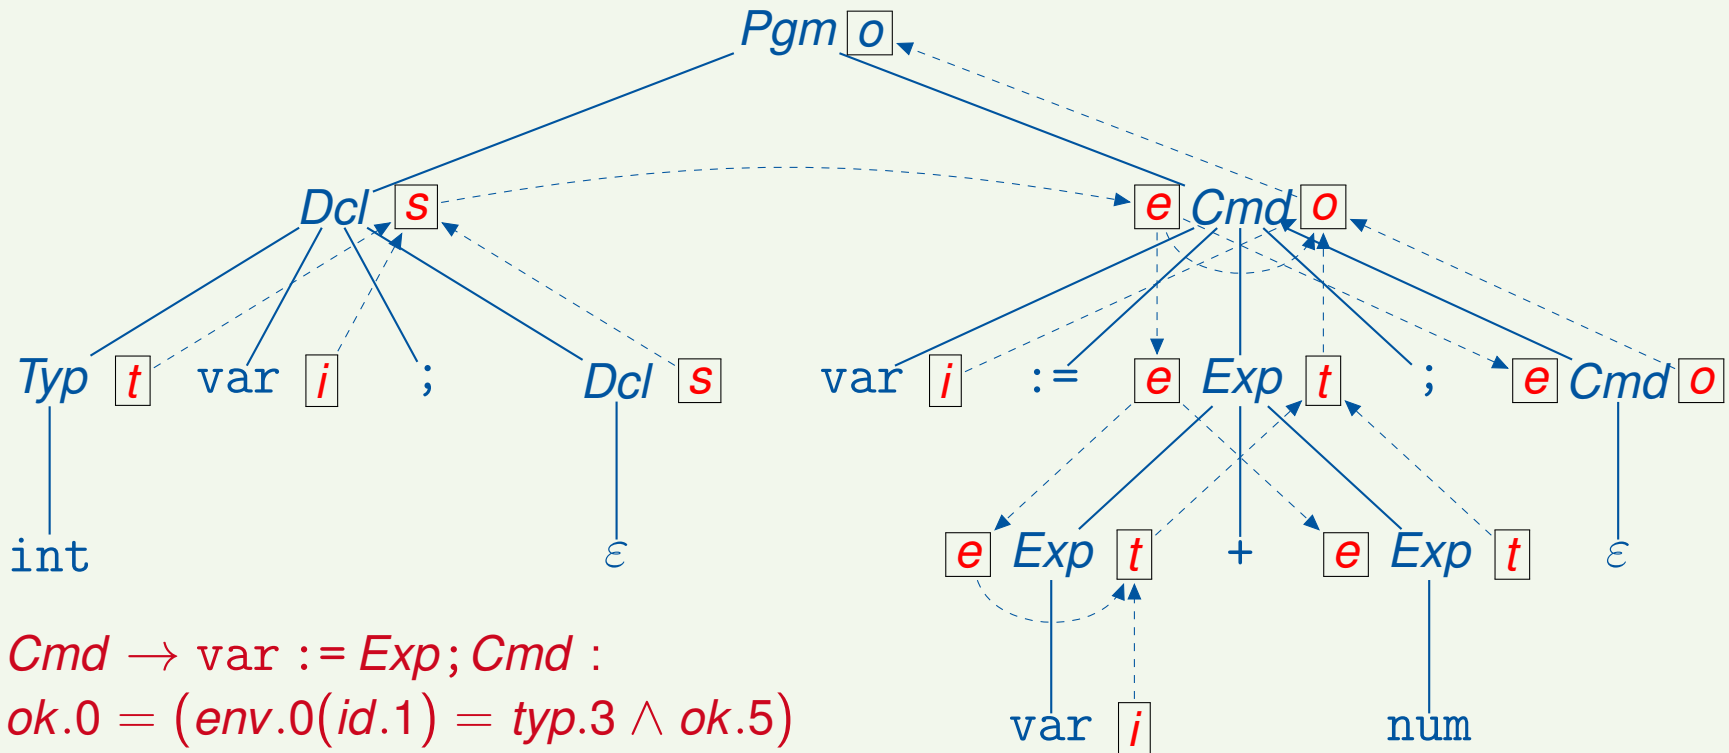 Pgm o
Dcl s e Cmd o
Typ t var i ; Dcl s var i := e Exp t ; e Cmd o
int ε e Exp t + e Exp t ε
Cmd → var := Exp; Cmd :
ok.0 = (env.0(id.1) = typ.3 ∧ ok.5)
var i num